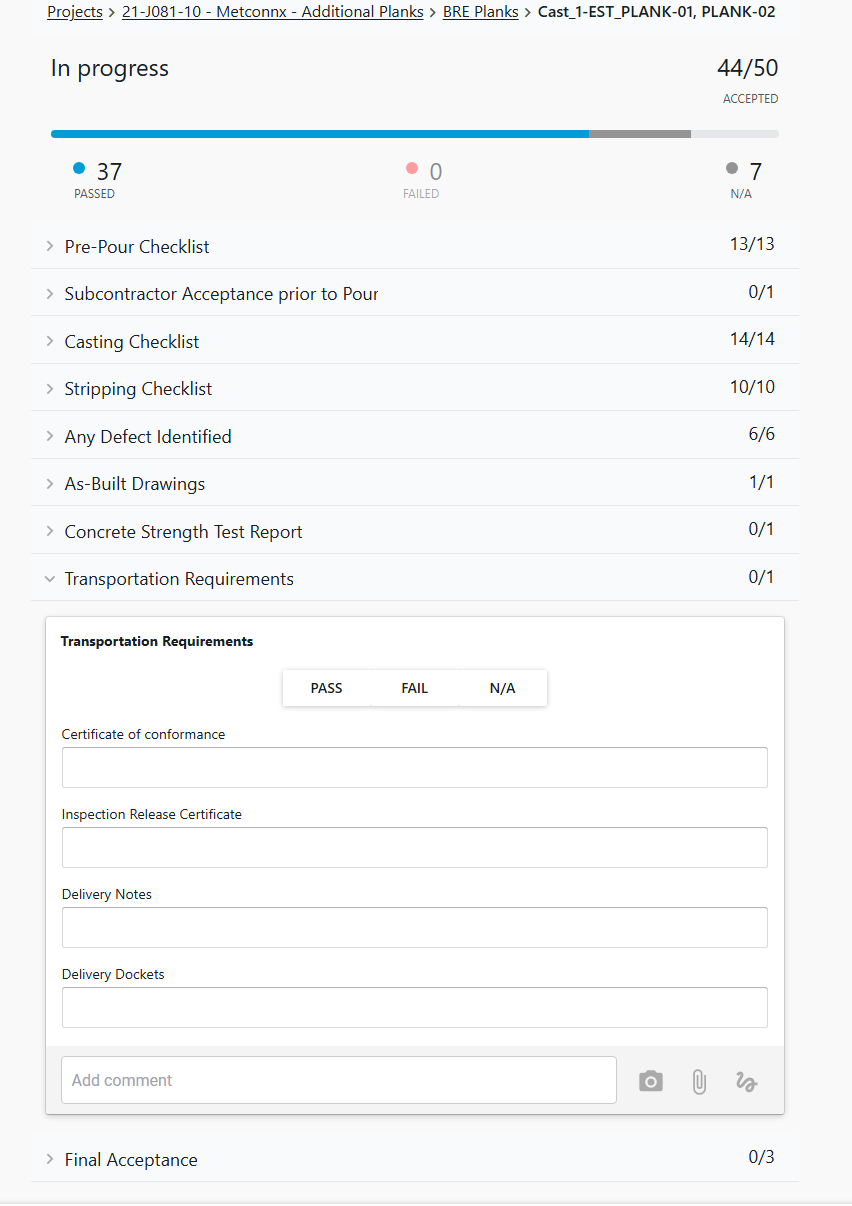 Projects > 21-J081-10 - Metconnx - Additional Planks > BRE Planks > Cast_1-EST_PLANK-01, PLANK-02
In progress 44/50
ACCEPTED
37 0 7
PASSED FAILED N/A
Pre-Pour Checklist 13/13
Subcontractor Acceptance prior to Pour 0/1
Casting Checklist 14/14
Stripping Checklist 10/10
Any Defect Identified 6/6
As-Built Drawings 1/1
Concrete Strength Test Report 0/1
Transportation Requirements 0/1
Transportation Requirements
PASS FAIL N/A
Certificate of conformance
Inspection Release Certificate
Delivery Notes
Delivery Dockets
Add comment
Final Acceptance 0/3